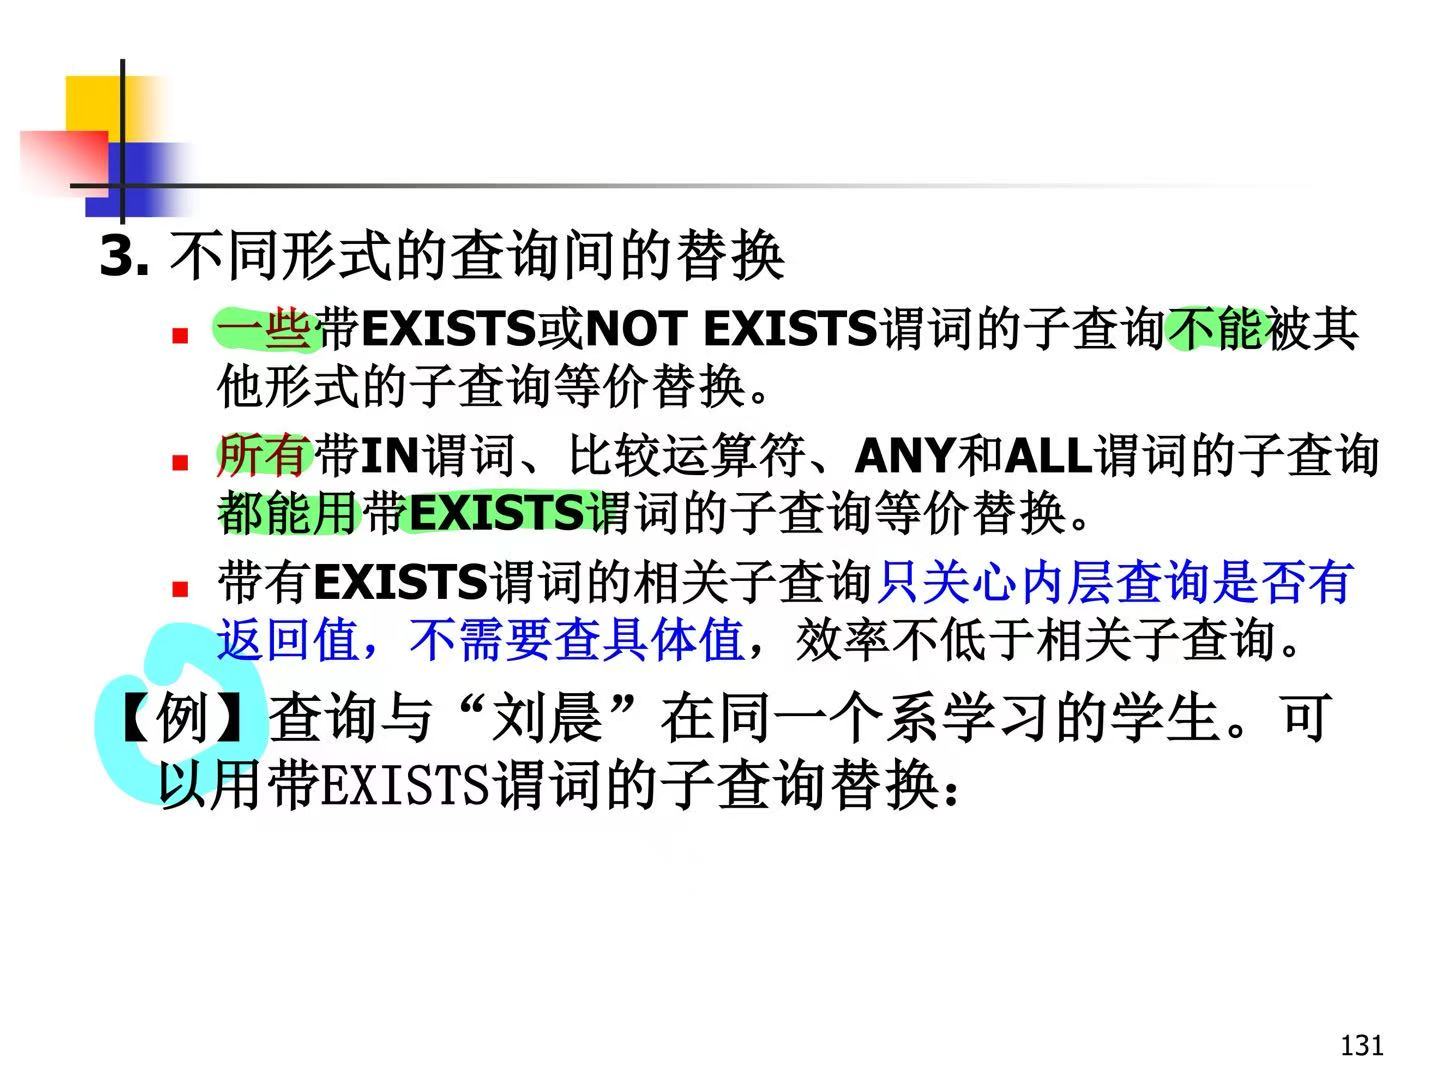 3. 不同形式的查询间的替换
一些带EXISTS或NOT EXISTS谓词的子查询不能被其
他形式的子查询等价替换。
所有带IN谓词、比较运算符、ANY和ALL谓词的子查询
都能用带EXISTS谓词的子查询等价替换。
带有EXISTS谓词的相关子查询只关心内层查询是否有
返回值，不需要查具体值，效率不低于相关子查询。
【例】查询与“刘晨”在同一个系学习的学生。可
以用带EXISTS谓词的子查询替换：
131